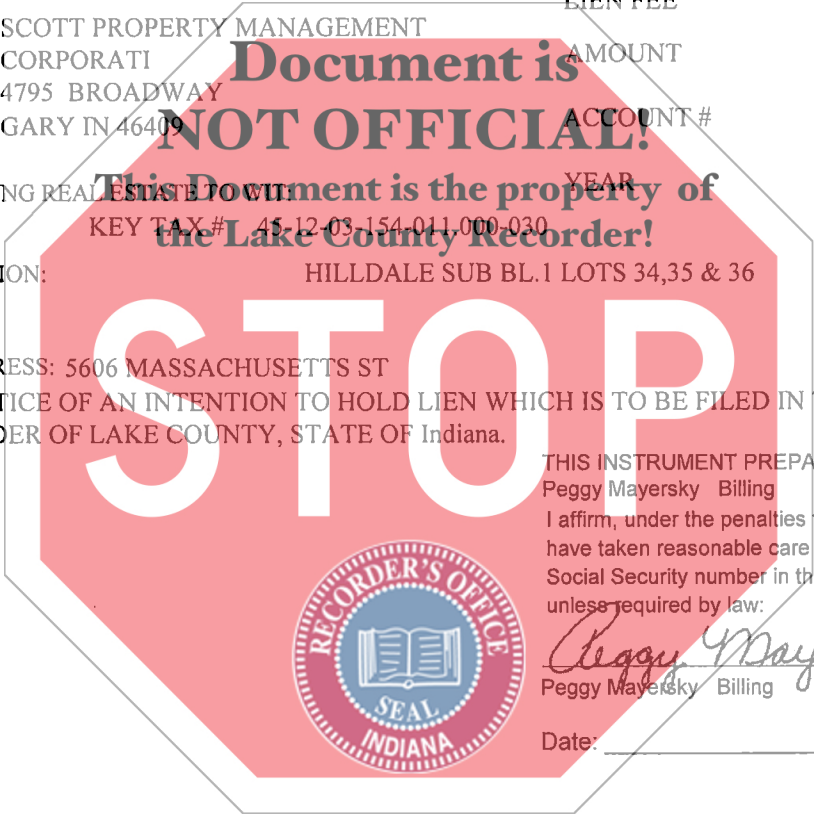 LIEN FEE
SCOTT PROPERTY MANAGEMENT
CORPORATI
AMOUNT
Document is
4795 BROADWAY
GARY IN 46409
ACCOUNT #
NOT OFFICIAL!
NG REAL ESTATE TO WIT:
YEAR
This Document is the property of
KEY TAX # 45-12-03-154-011.000-030
the Lake County Recorder!
ION:
HILLDALE SUB BL.1 LOTS 34,35 & 36
STOP
RESS: 5606 MASSACHUSETTS ST
TICE OF AN INTENTION TO HOLD LIEN WHICH IS TO BE FILED IN
DER OF LAKE COUNTY, STATE OF Indiana.
THIS INSTRUMENT PREPA
Peggy Mayersky Billing
I affirm, under the penalties
have taken reasonable care
Social Security number in th
unless required by law:
Peggy May
Peggy Mayersky Billing
Date:
RECORDER'S OFFICE
SEAL
INDIANA